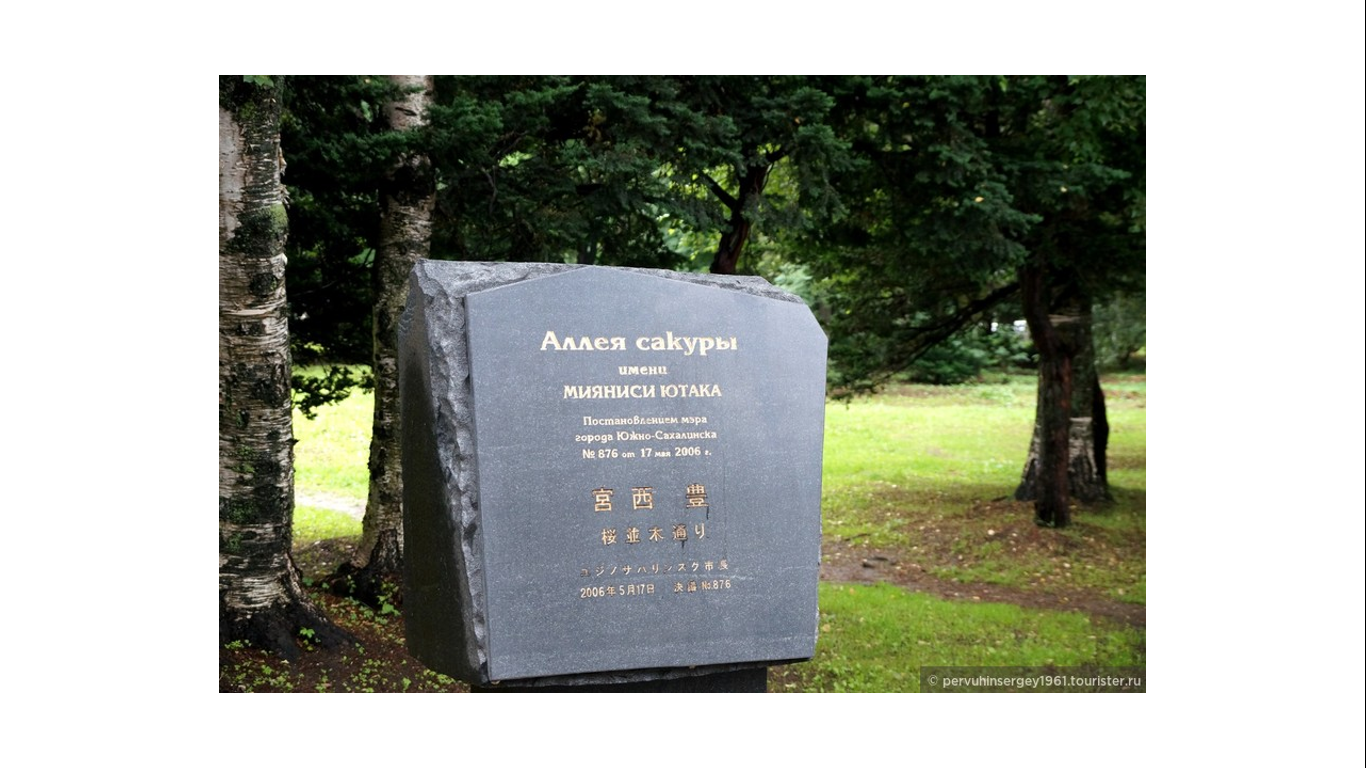 Аллея сакуры
имени
МИЯНИСИ ЮТАКА
Постановлением мэра
города Южно-Сахалинска
№ 876 от 17 мая 2006 г.
宮西 豊
桜並木通り
ユジノサハリンスク市長
2006年5月17日 決議 №876
© pervuhinsergey1961.tourister.ru